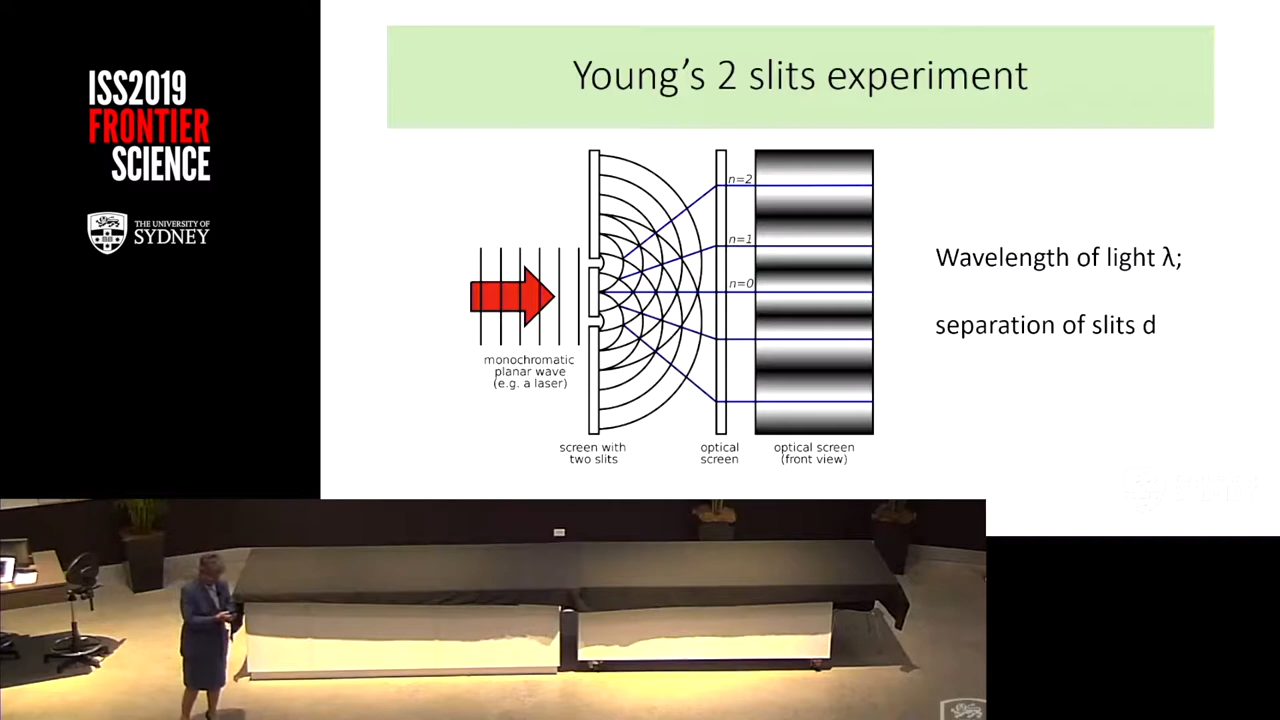 ISS2019
FRONTIER
SCIENCE
THE UNIVERSITY OF
SYDNEY
Young’s 2 slits experiment
n=2
n=1
n=0
monochromatic
planar wave
(e.g. a laser)
screen with
two slits
optical
screen
optical screen
(front view)
Wavelength of light λ;
separation of slits d